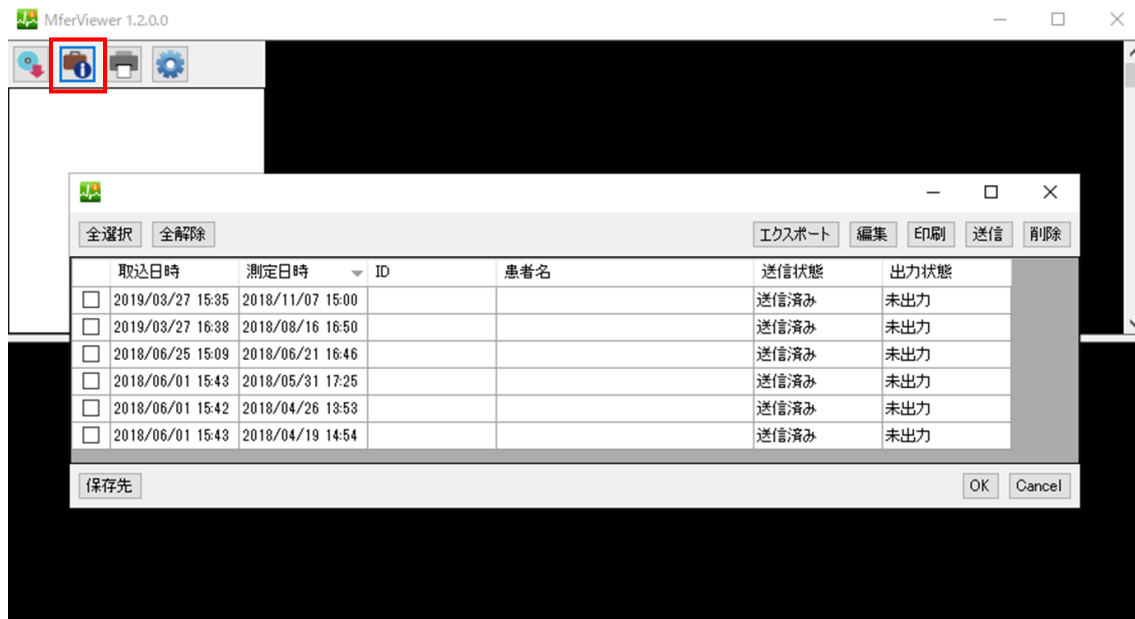 MferViewer 1.2.0.0
全選択 全解除 エクスポート 編集 印刷 送信 削除
取込日時 測定日時 ID 患者名 送信状態 出力状態
2019/03/27 15:35 2018/11/07 15:00 送信済み 未出力
2019/03/27 16:38 2018/08/16 16:50 送信済み 未出力
2018/06/25 15:09 2018/06/21 16:46 送信済み 未出力
2018/06/01 15:43 2018/05/31 17:25 送信済み 未出力
2018/06/01 15:42 2018/04/26 13:53 送信済み 未出力
2018/06/01 15:43 2018/04/19 14:54 送信済み 未出力
保存先 OK Cancel